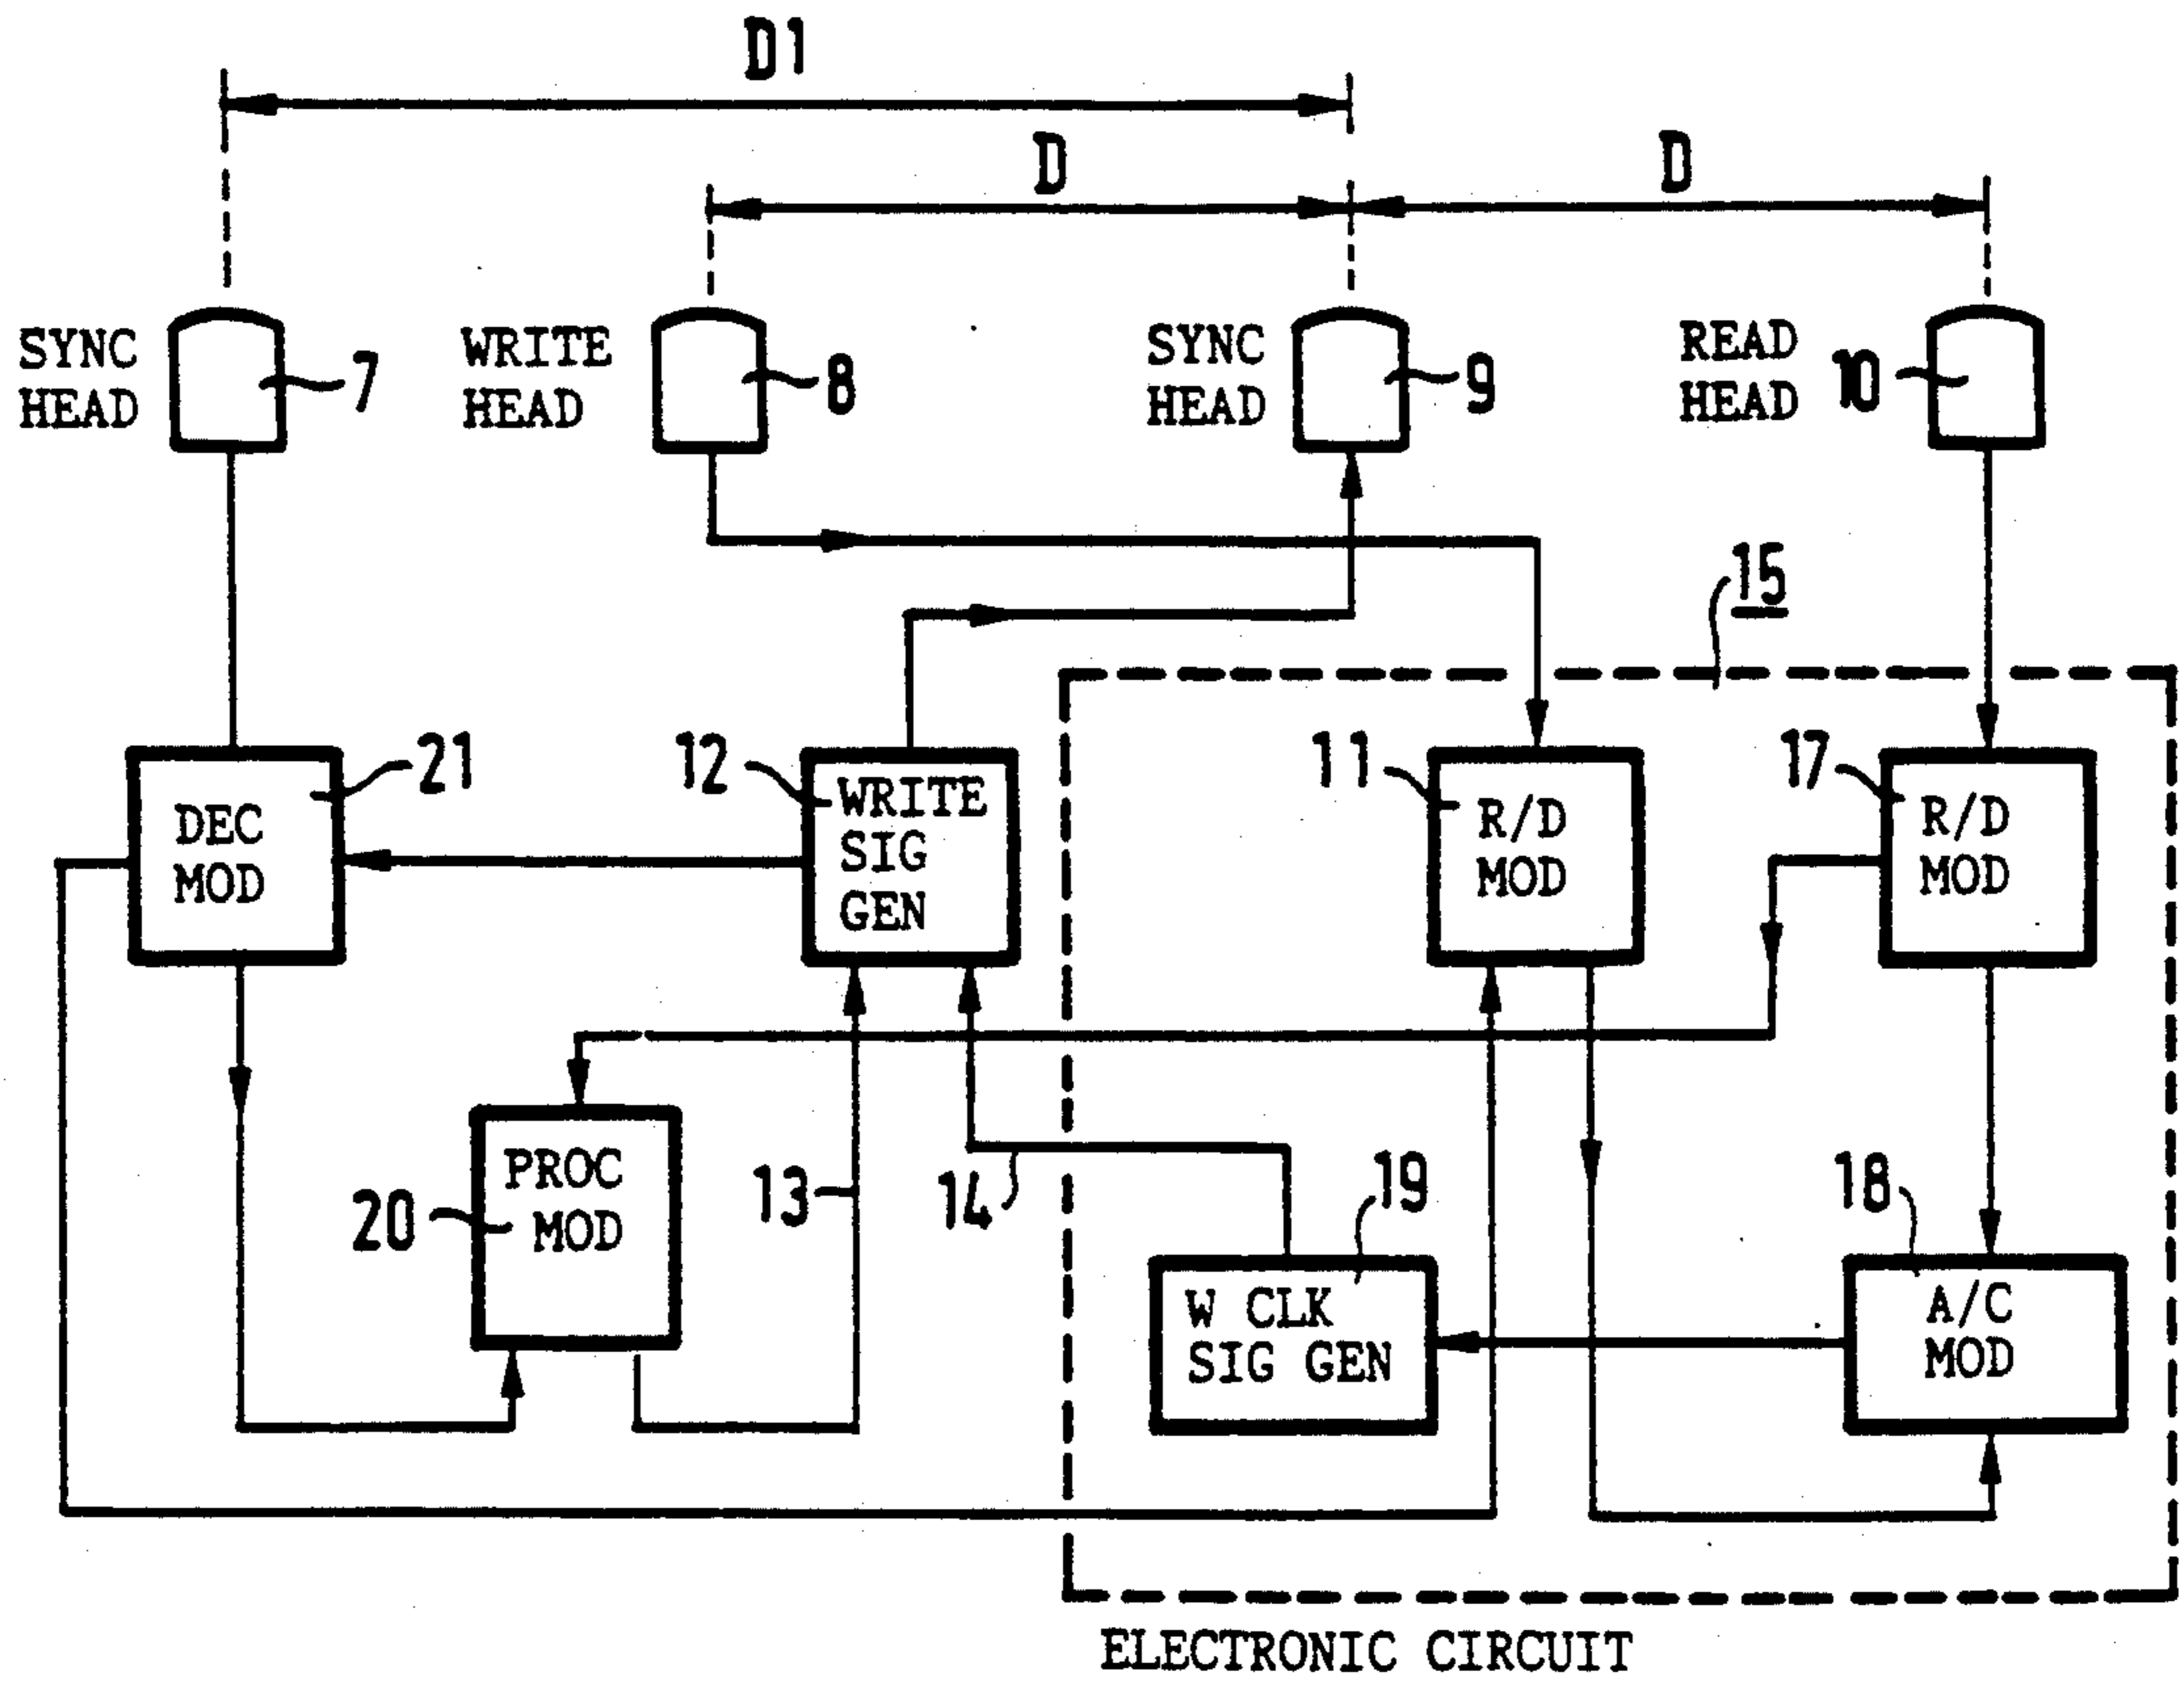 D1
D
D
SYNC
HEAD
7
WRITE
HEAD
8
SYNC
HEAD
9
READ
HEAD
10
15
21
DEC
MOD
12
WRITE
SIG
GEN
11
R/D
MOD
17
R/D
MOD
PROC
MOD
20
13
14
19
W CLK
SIG GEN
18
A/C
MOD
ELECTRONIC CIRCUIT